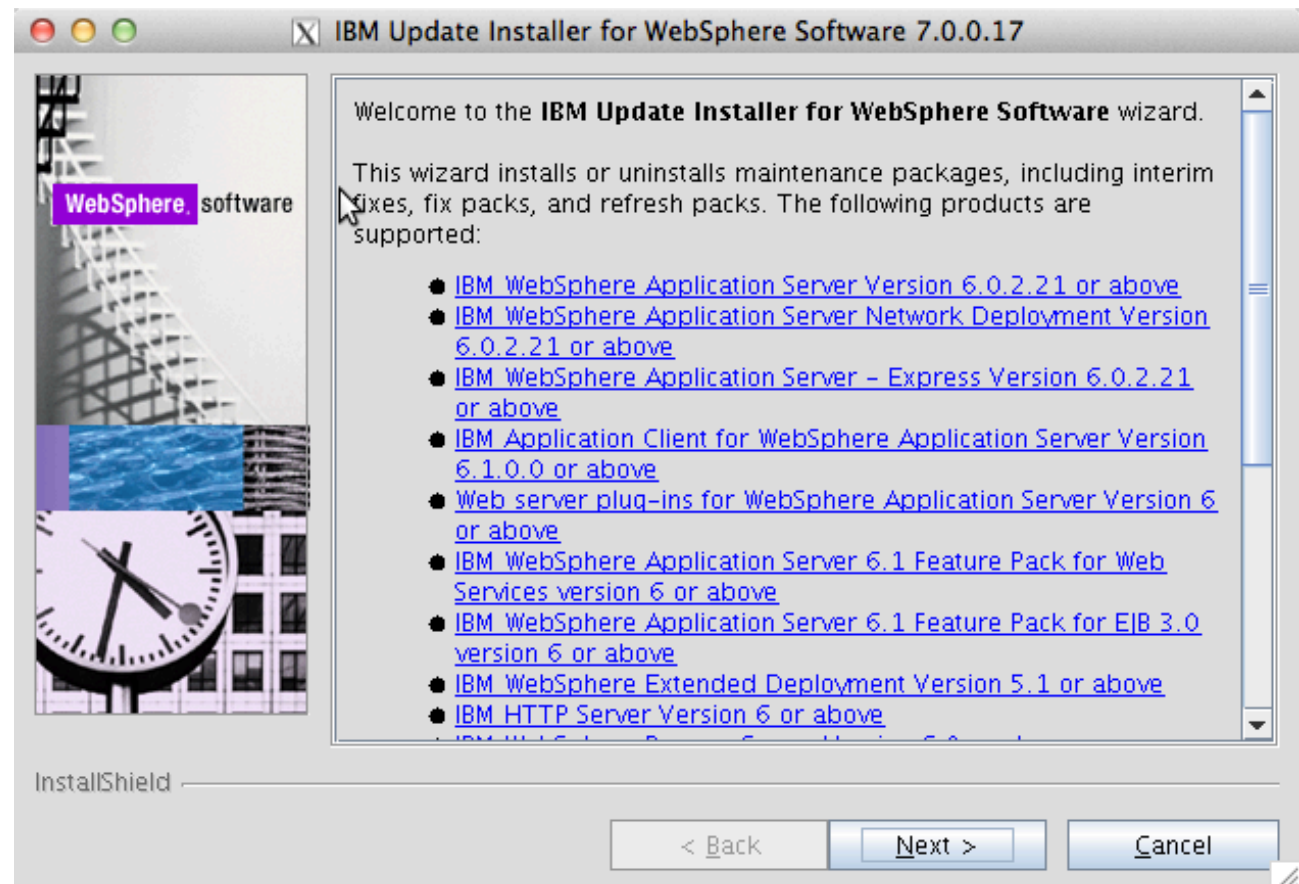 IBM Update Installer for WebSphere Software 7.0.0.17
WebSphere. software
Welcome to the IBM Update Installer for WebSphere Software wizard.
This wizard installs or uninstalls maintenance packages, including interim
fixes, fix packs, and refresh packs. The following products are
supported:
IBM WebSphere Application Server Version 6.0.2.21 or above
IBM WebSphere Application Server Network Deployment Version
6.0.2.21 or above
IBM WebSphere Application Server – Express Version 6.0.2.21
or above
IBM Application Client for WebSphere Application Server Version
6.1.0.0 or above
Web server plug-ins for WebSphere Application Server Version 6
or above
IBM WebSphere Application Server 6.1 Feature Pack for Web
Services version 6 or above
IBM WebSphere Application Server 6.1 Feature Pack for EJB 3.0
version 6 or above
IBM WebSphere Extended Deployment Version 5.1 or above
IBM HTTP Server Version 6 or above
InstallShield
< Back
Next >
Cancel